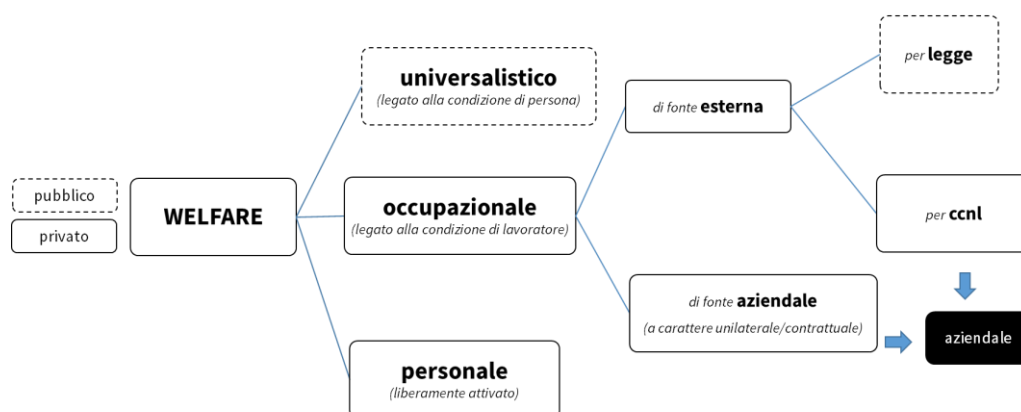 pubblico
privato
WELFARE
universalistico
(legato alla condizione di persona)
occupazionale
(legato alla condizione di lavoratore)
personale
(liberamente attivato)
di fonte esterna
di fonte aziendale
(a carattere unilaterale/contrattuale)
per legge
per ccnl
aziendale